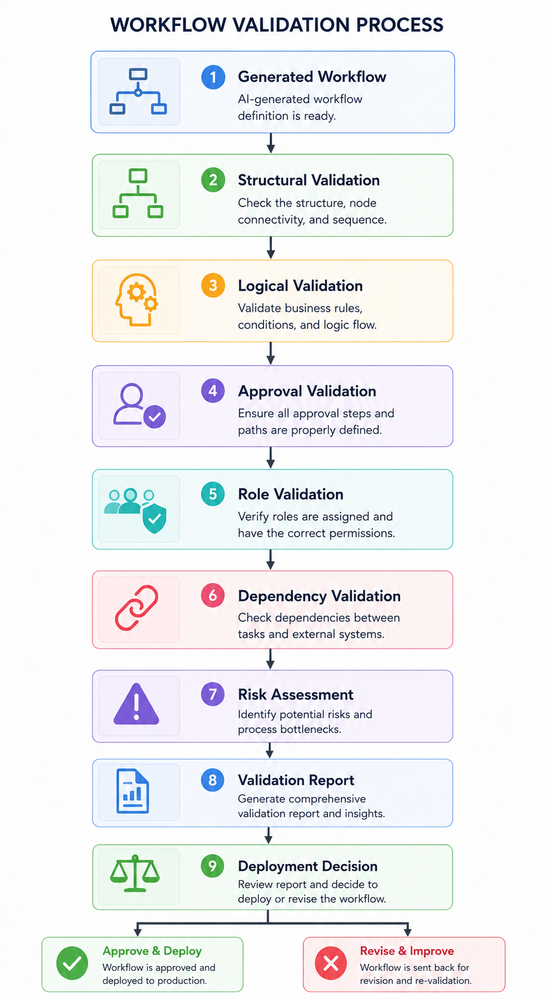 WORKFLOW VALIDATION PROCESS
1 Generated Workflow
AI-generated workflow
definition is ready.
2 Structural Validation
Check the structure, node
connectivity, and sequence.
3 Logical Validation
Validate business rules,
conditions, and logic flow.
4 Approval Validation
Ensure all approval steps and
paths are properly defined.
5 Role Validation
Verify roles are assigned and
have the correct permissions.
6 Dependency Validation
Check dependencies between
tasks and external systems.
7 Risk Assessment
Identify potential risks and
process bottlenecks.
8 Validation Report
Generate comprehensive
validation report and insights.
9 Deployment Decision
Review report and decide to
deploy or revise the workflow.
Approve & Deploy
Workflow is approved and
deployed to production.
Revise & Improve
Workflow is sent back for
revision and re-validation.